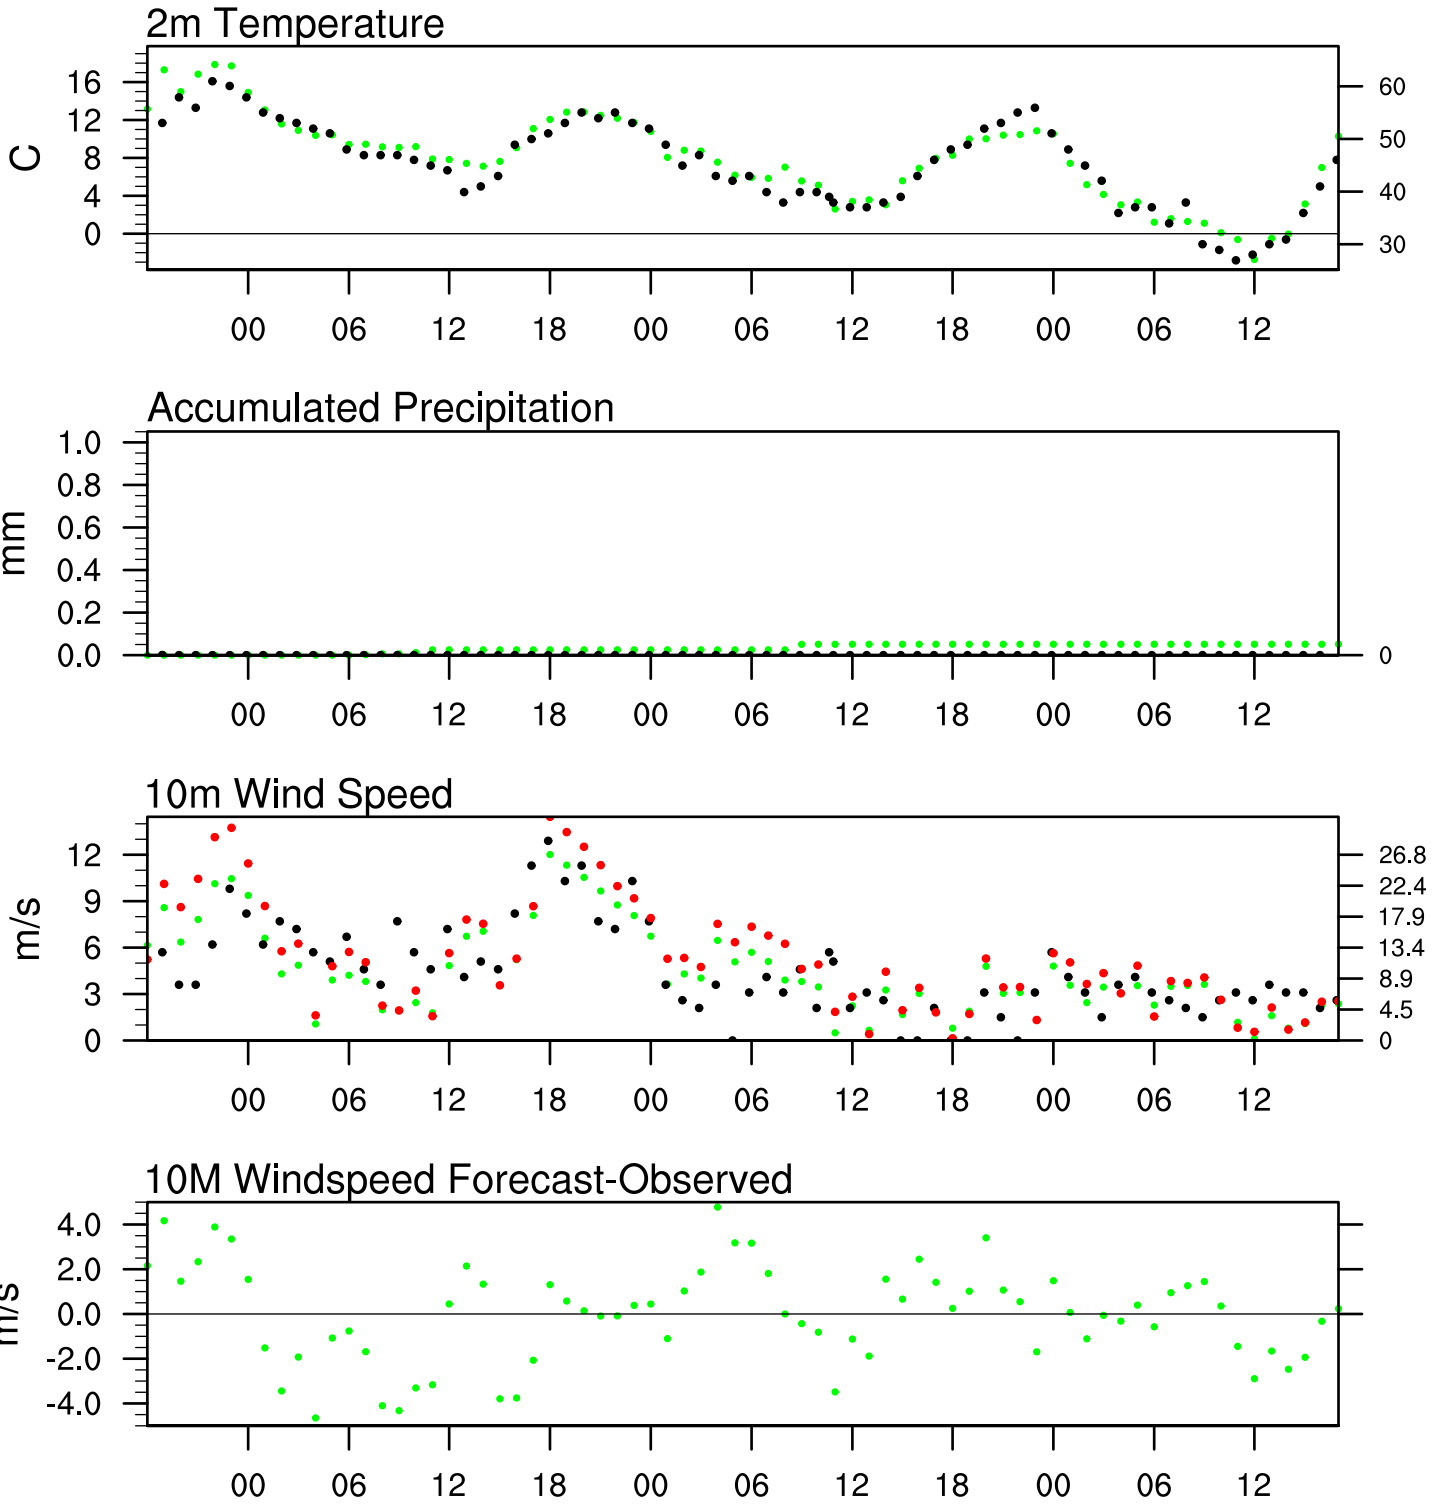 2m Temperature
16
12
8
4
0
C
60
50
40
30
00 06 12 18 00 06 12 18 00 06 12
Accumulated Precipitation
1.0
0.8
0.6
0.4
0.2
0.0
mm
0
00 06 12 18 00 06 12 18 00 06 12
10m Wind Speed
12
9
6
3
0
m/s
26.8
22.4
17.9
13.4
8.9
4.5
0
00 06 12 18 00 06 12 18 00 06 12
10M Windspeed Forecast-Observed
4.0
2.0
0.0
-2.0
-4.0
m/s
00 06 12 18 00 06 12 18 00 06 12